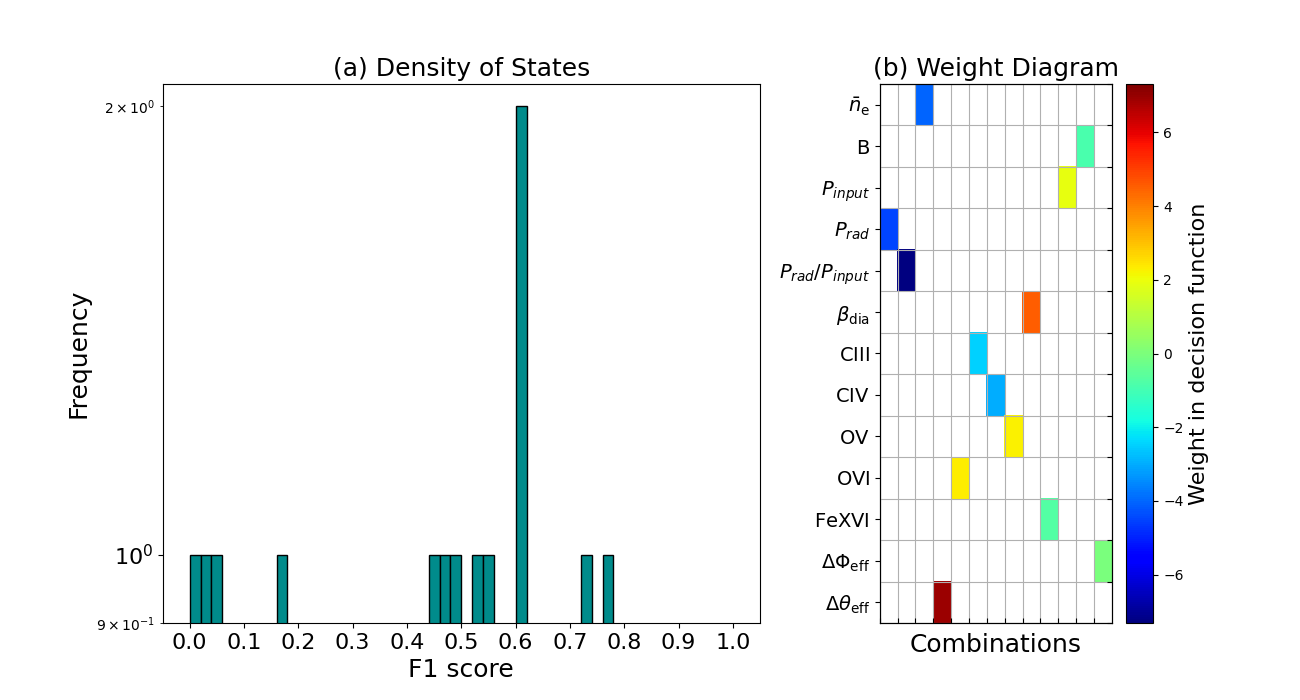 (a) Density of States
Frequency
2 × 10⁰
10⁰
9 × 10⁻¹
0.0 0.1 0.2 0.3 0.4 0.5 0.6 0.7 0.8 0.9 1.0
F1 score
(b) Weight Diagram
n̄e
B
Pinput
Prad
Prad/Pinput
βdia
CIII
CIV
OV
OVI
FeXVI
ΔΦeff
Δθeff
Combinations
6
4
2
0
−2
−4
−6
Weight in decision function